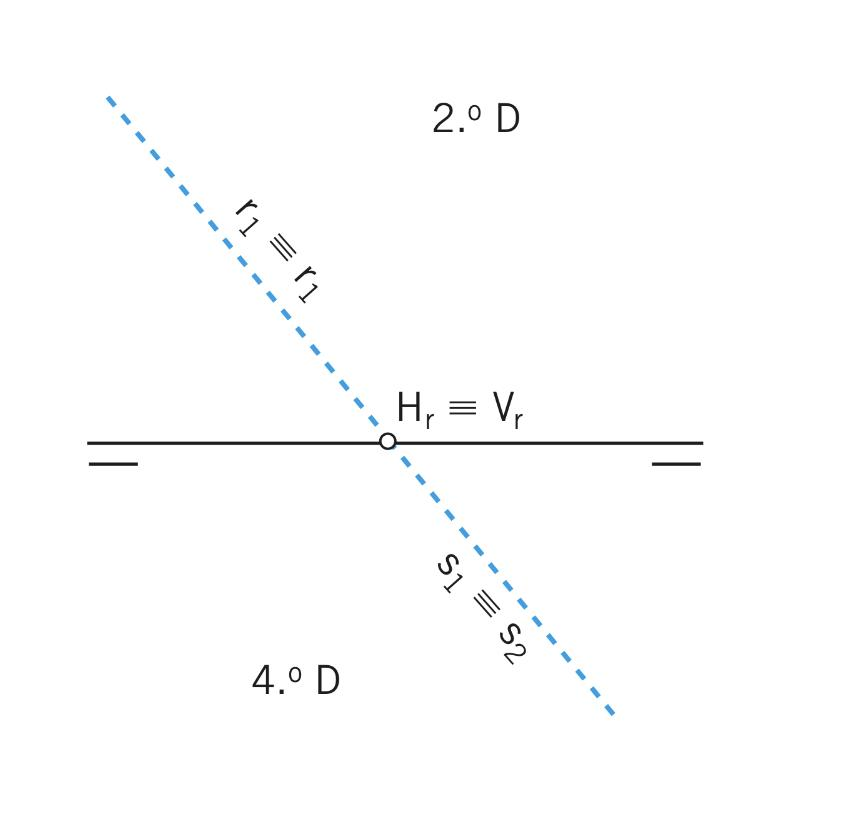 2.º D
r₁ ≡ r₁
Hᵣ ≡ Vᵣ
s₁ ≡ s₂
4.º D